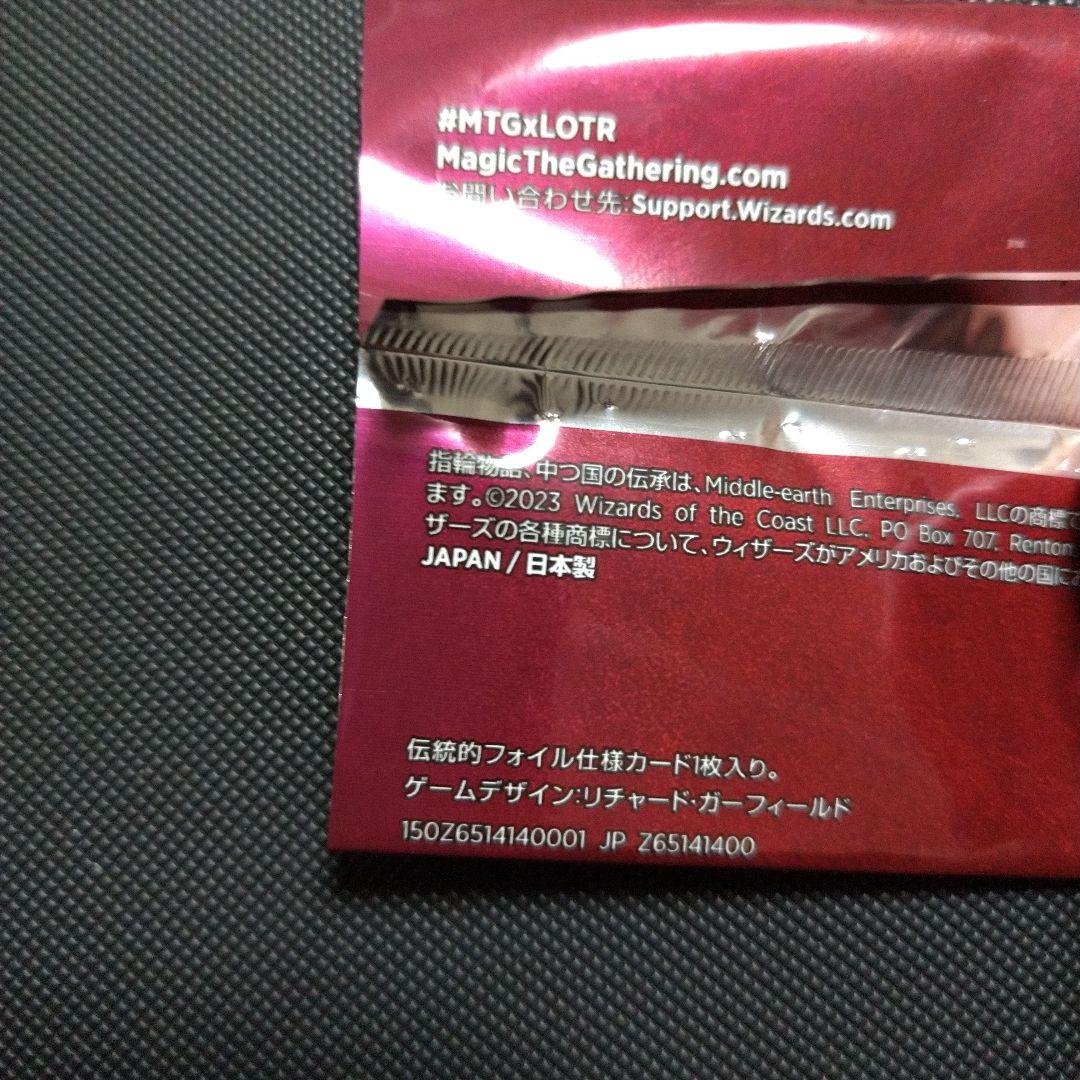 #MTGxLOTR
MagicTheGathering.com
お問い合わせ先:Support.Wizards.com
指輪物語、中つ国の伝承は、Middle-earth Enterprises, LLCの商標で
ます。©2023 Wizards of the Coast LLC, PO Box 707, Renton
ザーズの各種商標について、ウィザーズがアメリカおよびその他の国にお
JAPAN / 日本製
伝統的フォイル仕様カード1枚入り。
ゲームデザイン:リチャード・ガーフィールド
150Z6514140001 JP Z65141400